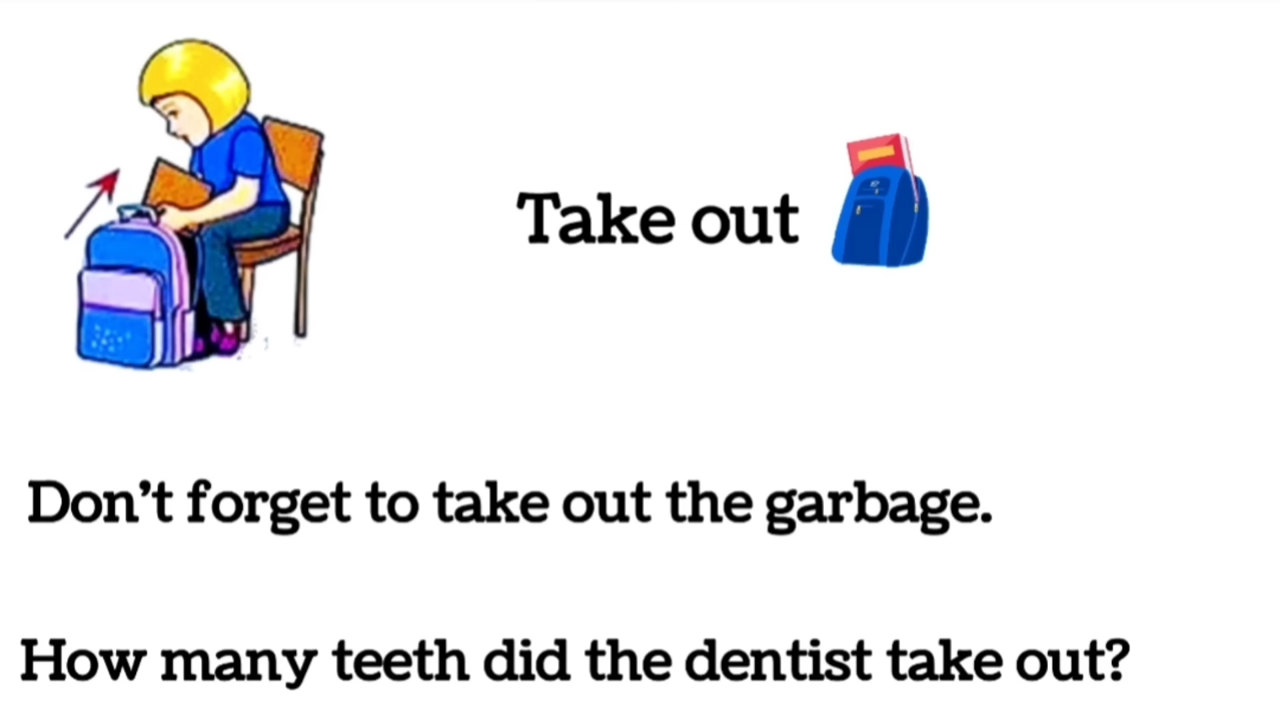 Take out
Don't forget to take out the garbage.
How many teeth did the dentist take out?